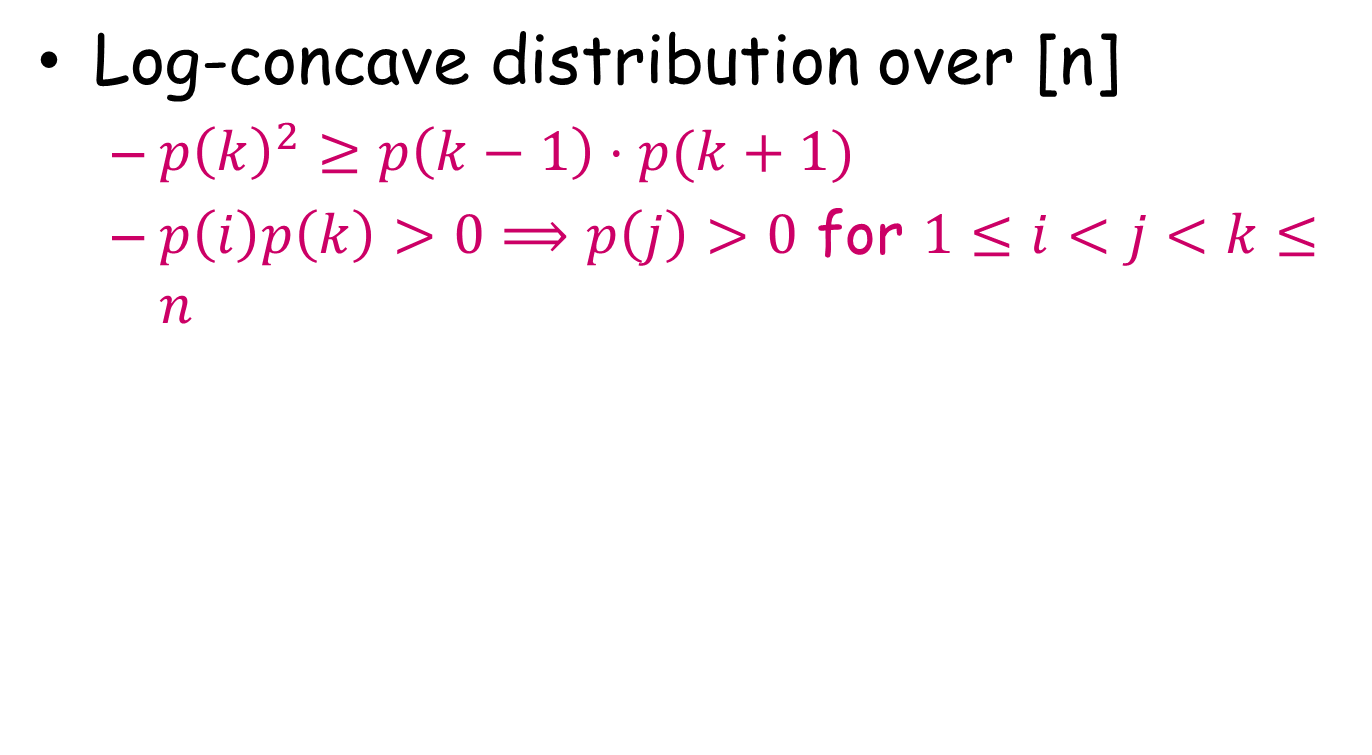 • Log-concave distribution over [n]
– p(k)² ≥ p(k − 1) · p(k + 1)
– p(i)p(k) > 0 ⟹ p(j) > 0 for 1 ≤ i < j < k ≤
n